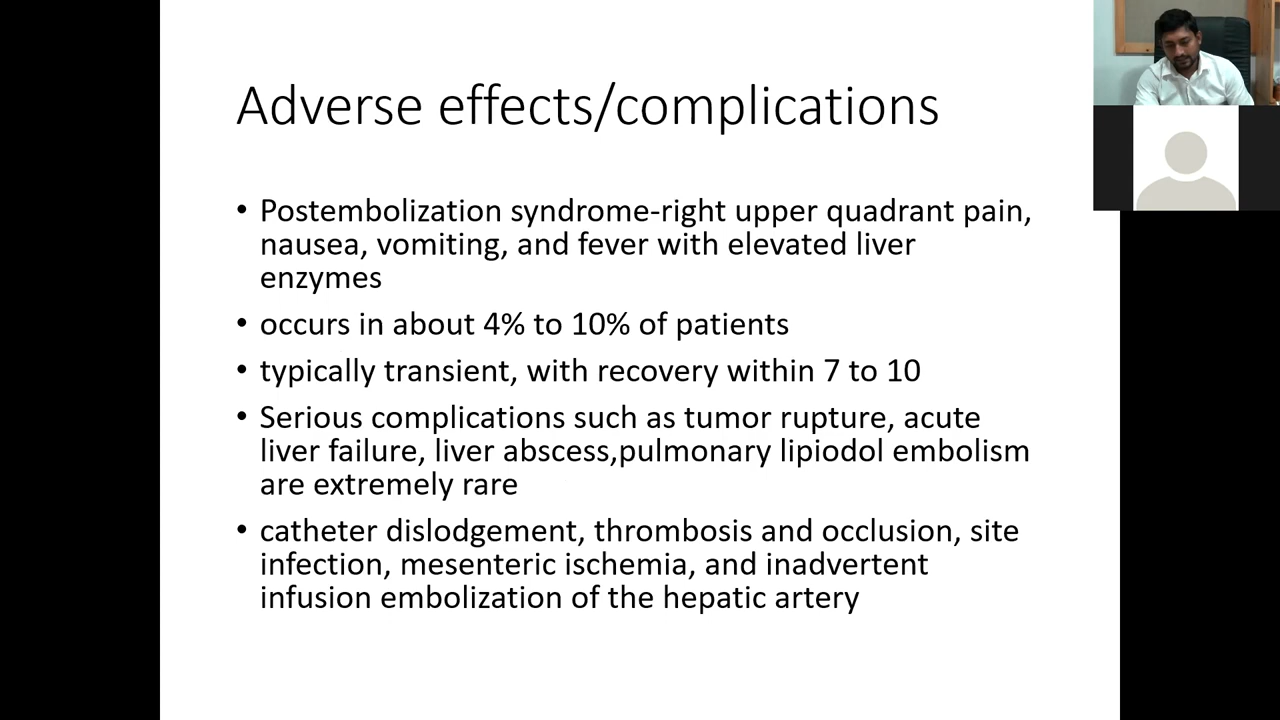 Adverse effects/complications
• Postembolization syndrome-right upper quadrant pain,
nausea, vomiting, and fever with elevated liver
enzymes
• occurs in about 4% to 10% of patients
• typically transient, with recovery within 7 to 10
• Serious complications such as tumor rupture, acute
liver failure, liver abscess,pulmonary lipiodol embolism
are extremely rare
• catheter dislodgement, thrombosis and occlusion, site
infection, mesenteric ischemia, and inadvertent
infusion embolization of the hepatic artery